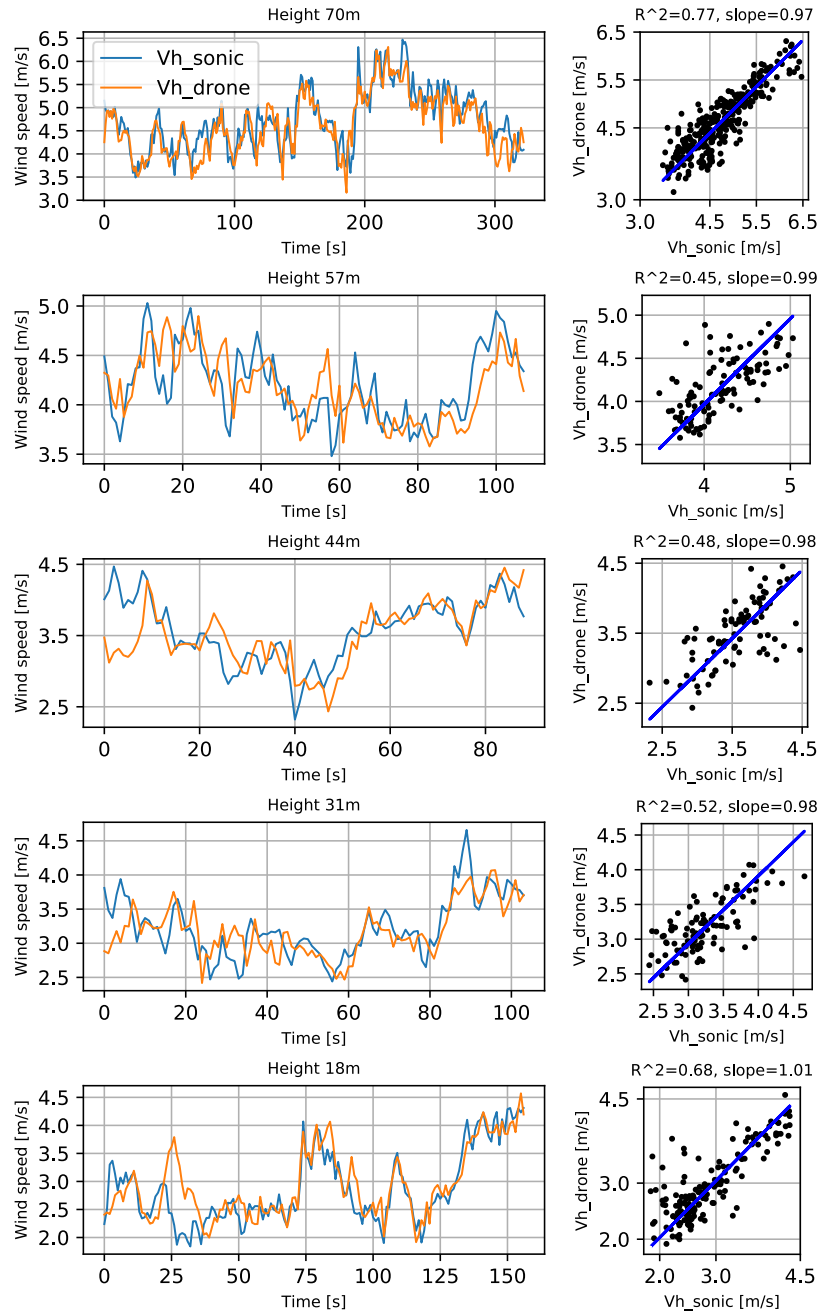 Height 70m
R^2=0.77, slope=0.97
Vh_sonic
Vh_drone
Wind speed [m/s]
6.5
6.0
5.5
5.0
4.5
4.0
3.5
3.0
0 100 200 300
Time [s]
Vh_drone [m/s]
6.5
5.5
4.5
3.0
3.0 4.5 5.5 6.5
Vh_sonic [m/s]
Height 57m
R^2=0.45, slope=0.99
Wind speed [m/s]
5.0
4.5
4.0
3.5
0 20 40 60 80 100
Time [s]
Vh_drone [m/s]
5.0
4.5
4.0
3.5
4 5
Vh_sonic [m/s]
Height 44m
R^2=0.48, slope=0.98
Wind speed [m/s]
4.5
3.5
2.5
0 20 40 60 80
Time [s]
Vh_drone [m/s]
4.5
3.5
2.5
2.5 3.5 4.5
Vh_sonic [m/s]
Height 31m
R^2=0.52, slope=0.98
Wind speed [m/s]
4.5
4.0
3.5
3.0
2.5
0 20 40 60 80 100
Time [s]
Vh_drone [m/s]
4.5
4.0
3.5
3.0
2.5
2.5 3.0 4.0 4.5
Vh_sonic [m/s]
Height 18m
R^2=0.68, slope=1.01
Wind speed [m/s]
4.5
4.0
3.5
3.0
2.5
2.0
0 25 50 75 100 125 150
Time [s]
Vh_drone [m/s]
4.5
3.0
2.0
2.0 3.0 4.5
Vh_sonic [m/s]